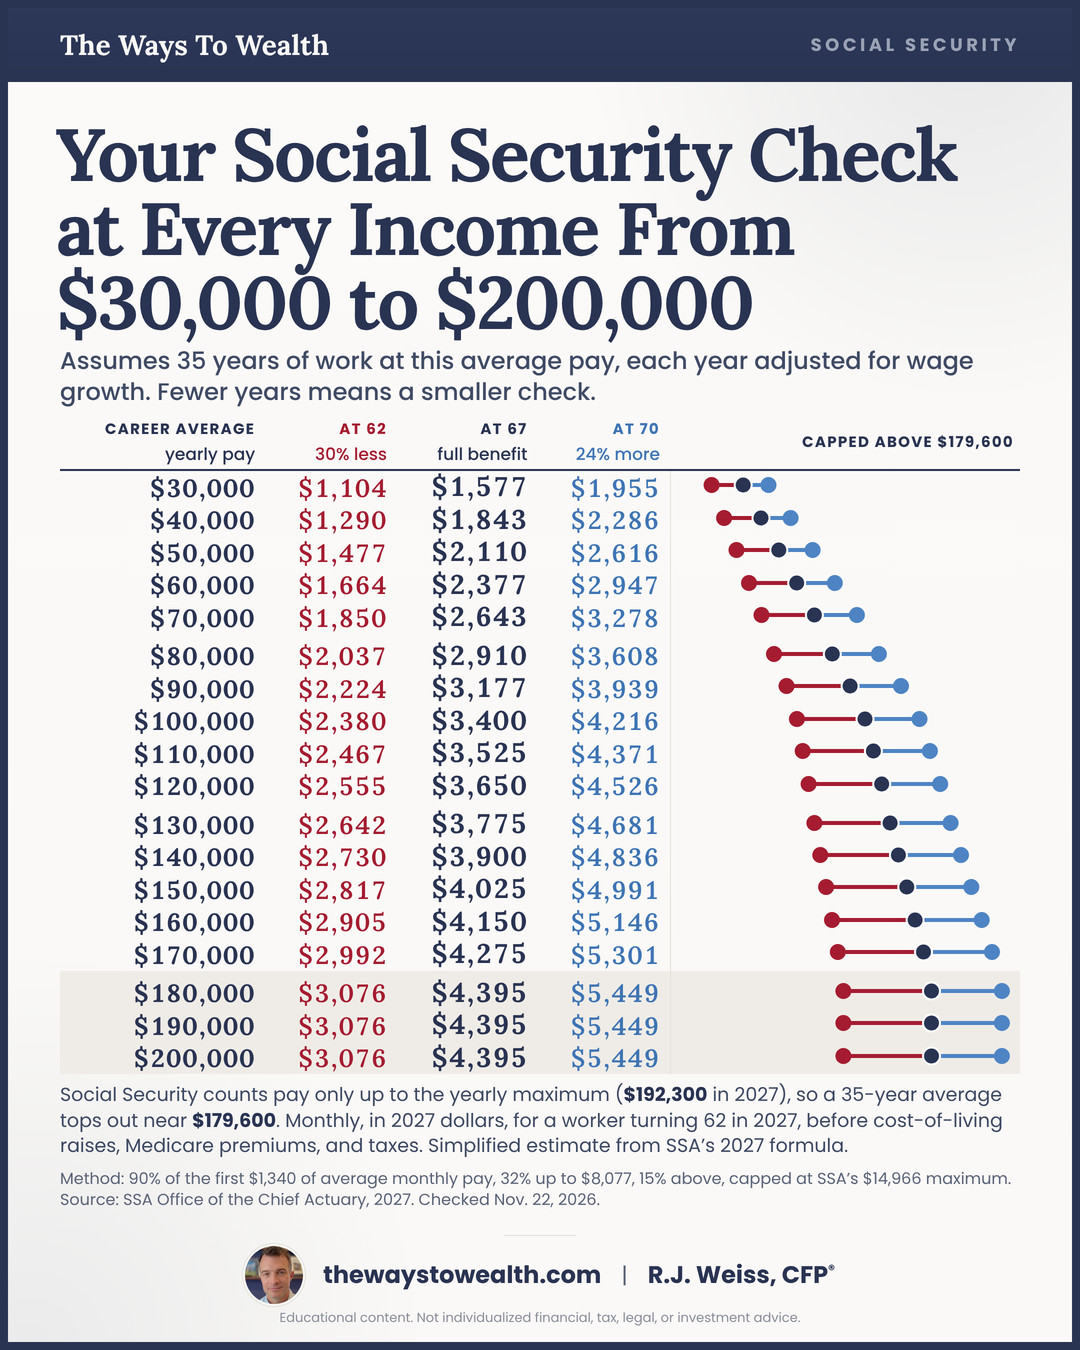 The Ways To Wealth
SOCIAL SECURITY
Your Social Security Check
at Every Income From
$30,000 to $200,000
Assumes 35 years of work at this average pay, each year adjusted for wage
growth. Fewer years means a smaller check.
CAREER AVERAGE AT 62 AT 67 AT 70 CAPPED ABOVE $179,600
yearly pay 30% less full benefit 24% more
$30,000 $1,104 $1,577 $1,955
$40,000 $1,290 $1,843 $2,286
$50,000 $1,477 $2,110 $2,616
$60,000 $1,664 $2,377 $2,947
$70,000 $1,850 $2,643 $3,278
$80,000 $2,037 $2,910 $3,608
$90,000 $2,224 $3,177 $3,939
$100,000 $2,380 $3,400 $4,216
$110,000 $2,467 $3,525 $4,371
$120,000 $2,555 $3,650 $4,526
$130,000 $2,642 $3,775 $4,681
$140,000 $2,730 $3,900 $4,836
$150,000 $2,817 $4,025 $4,991
$160,000 $2,905 $4,150 $5,146
$170,000 $2,992 $4,275 $5,301
$180,000 $3,076 $4,395 $5,449
$190,000 $3,076 $4,395 $5,449
$200,000 $3,076 $4,395 $5,449
Social Security counts pay only up to the yearly maximum ($192,300 in 2027), so a 35-year average
tops out near $179,600. Monthly, in 2027 dollars, for a worker turning 62 in 2027, before cost-of-living
raises, Medicare premiums, and taxes. Simplified estimate from SSA's 2027 formula.
Method: 90% of the first $1,340 of average monthly pay, 32% up to $8,077, 15% above, capped at SSA's $14,966 maximum.
Source: SSA Office of the Chief Actuary, 2027. Checked Nov. 22, 2026.
thewaystowealth.com | R.J. Weiss, CFP®
Educational content. Not individualized financial, tax, legal, or investment advice.